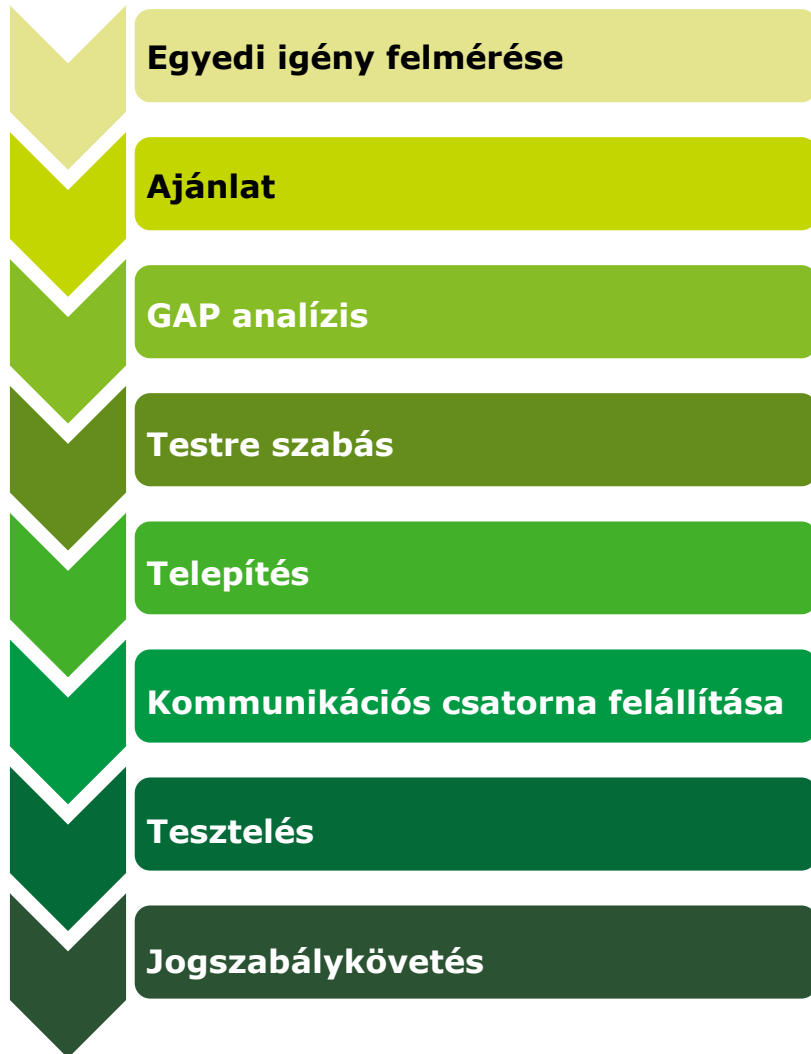 Egyedi igény felmérése
Ajánlat
GAP analízis
Testre szabás
Telepítés
Kommunikációs csatorna felállítása
Tesztelés
Jogszabálykövetés